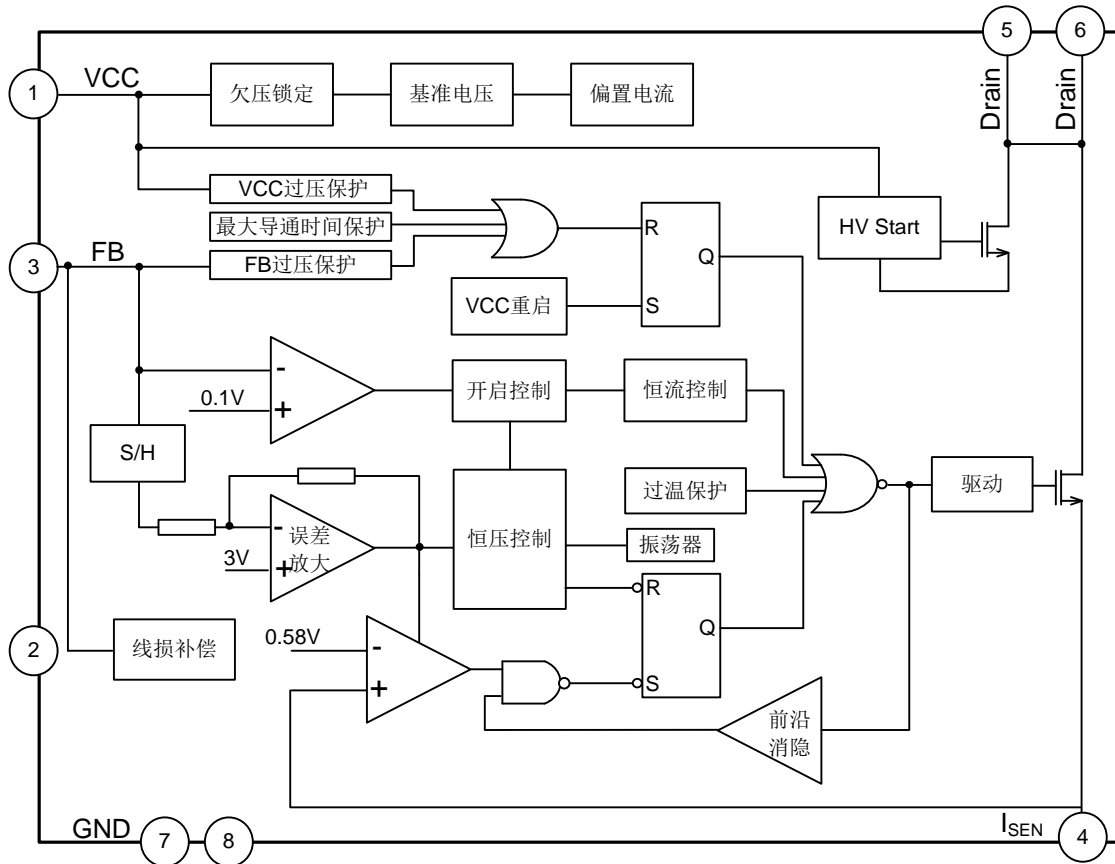 5
6
1
VCC
欠压锁定
基准电压
偏置电流
Drain
Drain
VCC过压保护
最大导通时间保护
FB过压保护
3
FB
R
Q
S
HV Start
VCC重启
-
+
0.1V
开启控制
恒流控制
S/H
过温保护
驱动
-
+
误差
放大
3V
恒压控制
振荡器
R
Q
S
2
线损补偿
0.58V
-
+
前沿
消隐
GND
7
8
ISEN
4